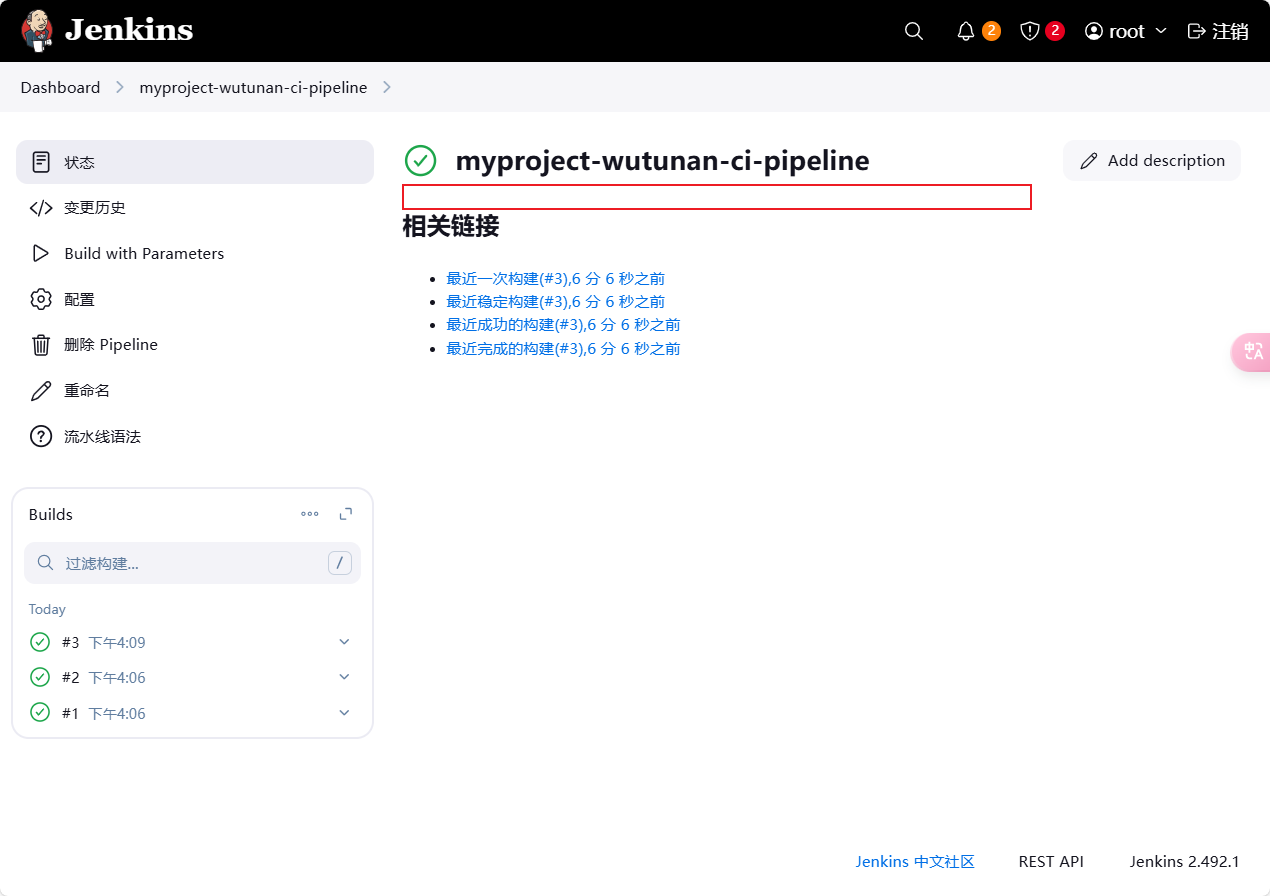 Jenkins
2
2
root
注销
Dashboard
myproject-wutunan-ci-pipeline
状态
变更历史
Build with Parameters
配置
删除 Pipeline
重命名
流水线语法
Builds
过滤构建...
/
Today
#3 下午4:09
#2 下午4:06
#1 下午4:06
myproject-wutunan-ci-pipeline
Add description
相关链接
最近一次构建(#3),6 分 6 秒之前
最近稳定构建(#3),6 分 6 秒之前
最近成功的构建(#3),6 分 6 秒之前
最近完成的构建(#3),6 分 6 秒之前
中A
Jenkins 中文社区
REST API
Jenkins 2.492.1